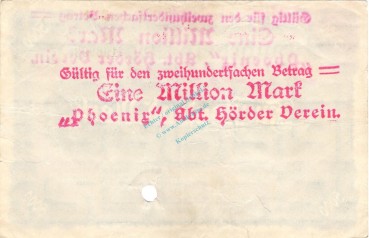 Gültig für den zweihundertfachen Betrag
Eine Million Mark
„Phoenix“, Abt. Hörder Verein.